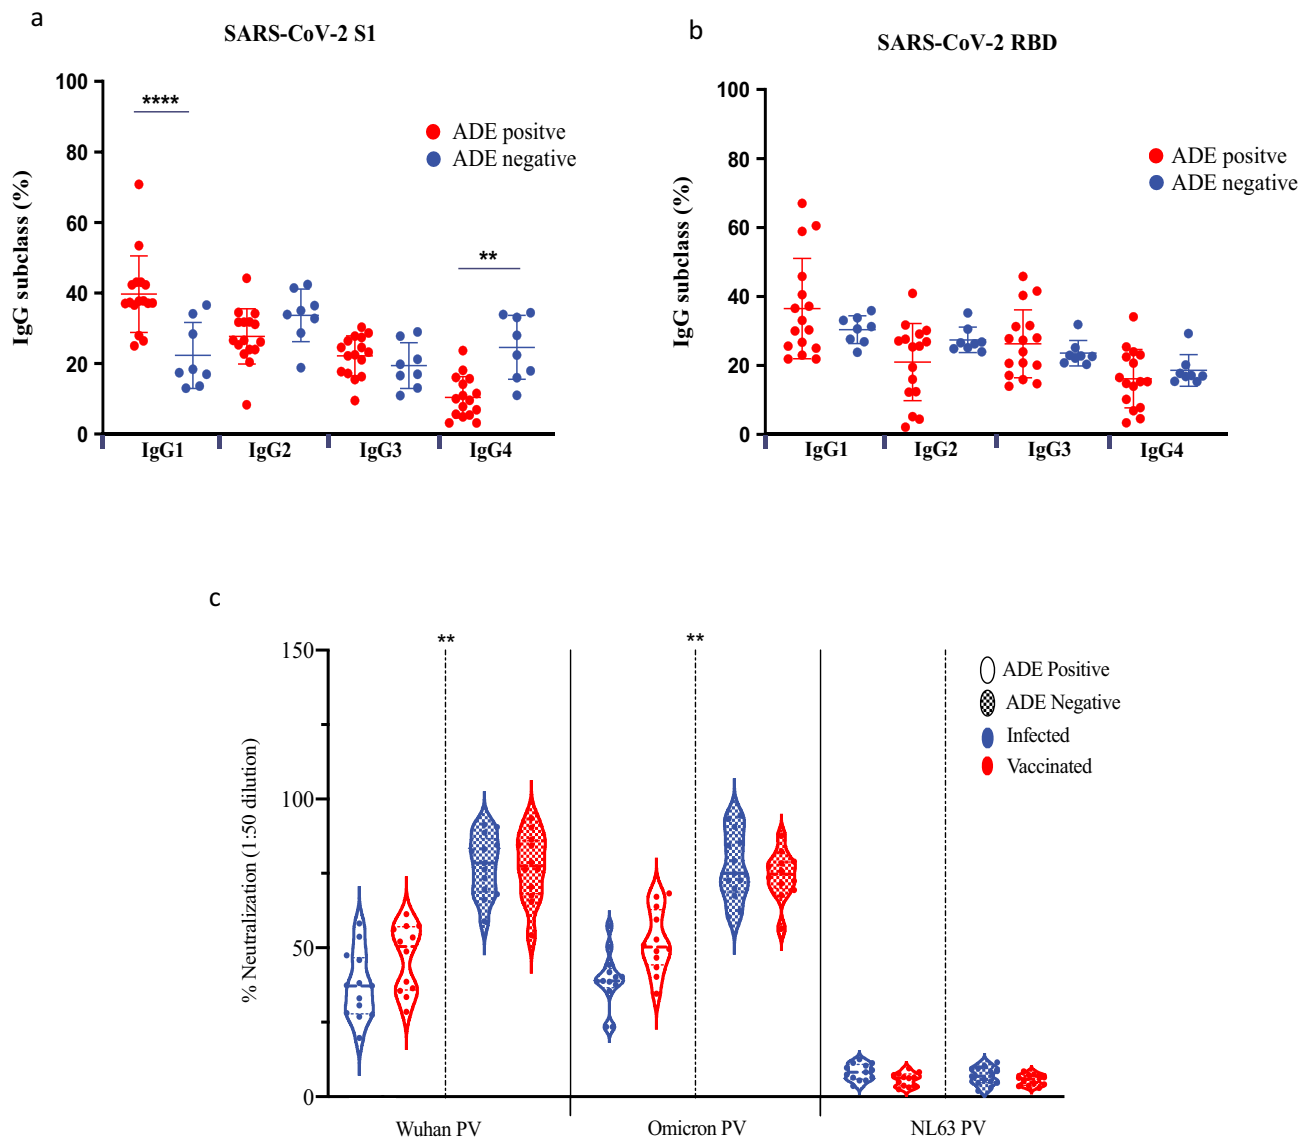 a
SARS-CoV-2 S1
IgG subclass (%)
100
80
60
40
20
0
****
**
ADE positve
ADE negative
IgG1 IgG2 IgG3 IgG4
b
SARS-CoV-2 RBD
IgG subclass (%)
100
80
60
40
20
0
ADE positve
ADE negative
IgG1 IgG2 IgG3 IgG4
c
% Neutralization (1:50 dilution)
150
100
50
0
**
**
ADE Positive
ADE Negative
Infected
Vaccinated
Wuhan PV Omicron PV NL63 PV